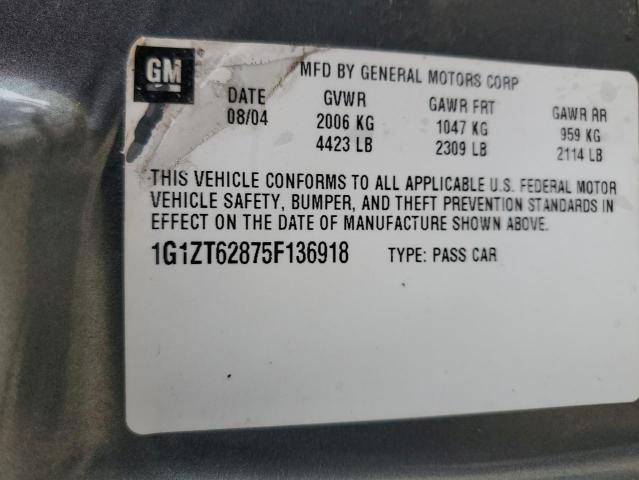 GM
MFD BY GENERAL MOTORS CORP
DATE GVWR GAWR FRT GAWR RR
08/04 2006 KG 1047 KG 959 KG
4423 LB 2309 LB 2114 LB
THIS VEHICLE CONFORMS TO ALL APPLICABLE U.S. FEDERAL MOTOR
VEHICLE SAFETY, BUMPER, AND THEFT PREVENTION STANDARDS IN
EFFECT ON THE DATE OF MANUFACTURE SHOWN ABOVE.
1G1ZT62875F136918 TYPE: PASS CAR